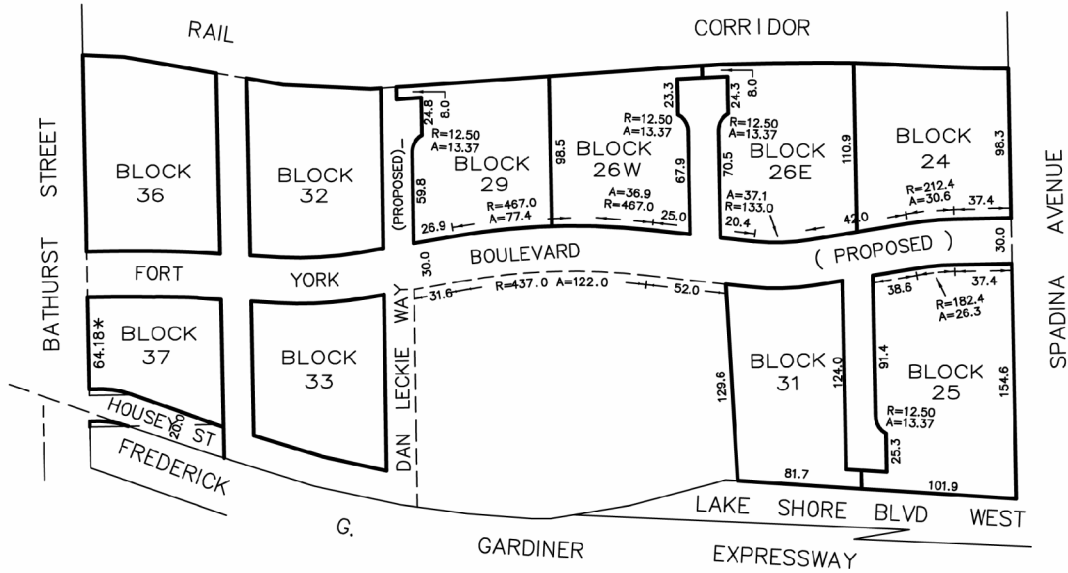 RAIL
CORRIDOR
BATHURST STREET
BLOCK
36
BLOCK
32
(PROPOSED)
24.8
8.0
R=12.50
A=13.37
59.8
BLOCK
29
R=467.0
A=77.4
26.9
98.5
BLOCK
26W
23.3
R=12.50
A=13.37
A=36.9
R=467.0
67.9
25.0
24.3
8.0
R=12.50
A=13.37
70.5
BLOCK
26E
A=37.1
R=133.0
20.4
110.9
42.0
BLOCK
24
R=212.4
A=30.6
37.4
98.3
SPADINA AVENUE
FORT YORK BOULEVARD ( PROPOSED )
30.0
30.0
64.18*
BLOCK
37
BLOCK
33
DAN LECKIE WAY
31.6
R=437.0 A=122.0
52.0
129.6
BLOCK
31
124.0
81.7
38.6
37.4
R=182.4
A=26.3
91.4
BLOCK
25
R=12.50
A=13.37
25.3
154.6
101.9
HOUSEY ST
20.0
FREDERICK G. GARDINER EXPRESSWAY
LAKE SHORE BLVD WEST